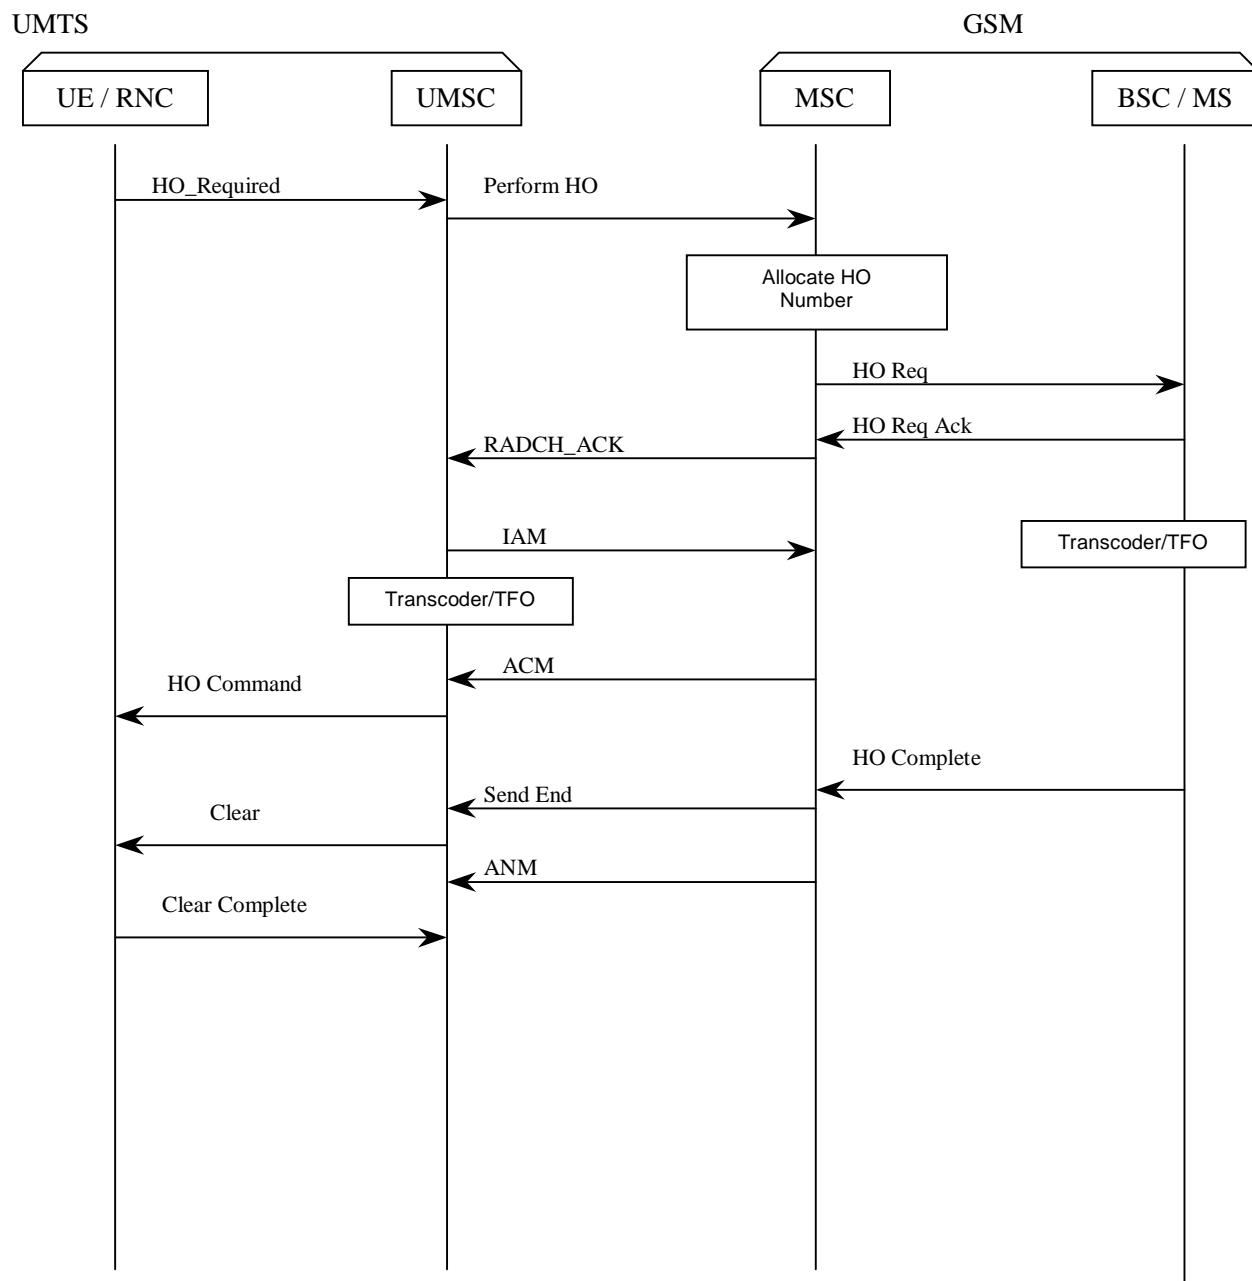 UMTS
GSM
UE / RNC
UMSC
MSC
BSC / MS
HO_Required
Perform HO
Allocate HO
Number
HO Req
HO Req Ack
RADCH_ACK
IAM
Transcoder/TFO
Transcoder/TFO
ACM
HO Command
HO Complete
Send End
Clear
ANM
Clear Complete